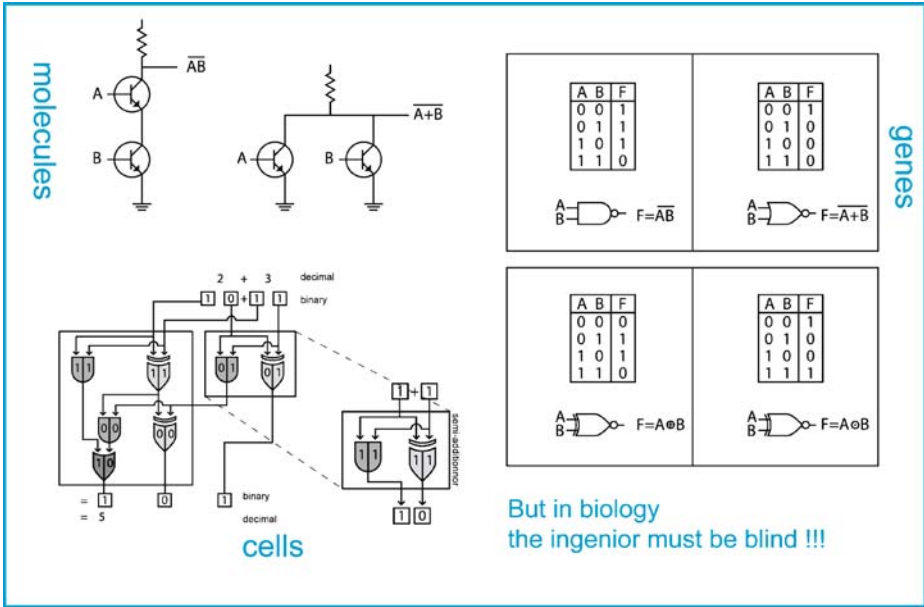 molecules
A̅B̅
A
B
A̅+̅B̅
A
B
A B F
0 0 1
0 1 1
1 0 1
1 1 0
A
B
F=A̅B̅
A B F
0 0 1
0 1 0
1 0 0
1 1 0
A
B
F=A̅+̅B̅
genes
A B F
0 0 0
0 1 1
1 0 1
1 1 0
A
B
F=A⊕B
A B F
0 0 1
0 1 0
1 0 0
1 1 1
A
B
F=A⊙B
2 + 3 decimal
1 0 + 1 1 binary
1 1
1 1
0 1
0 1
0 0
0 0
1 0
= 1 0 1 binary
= 5 decimal
1 + 1
1 1
1 1
semi-additionnor
1 0
cells
But in biology
the ingenior must be blind !!!